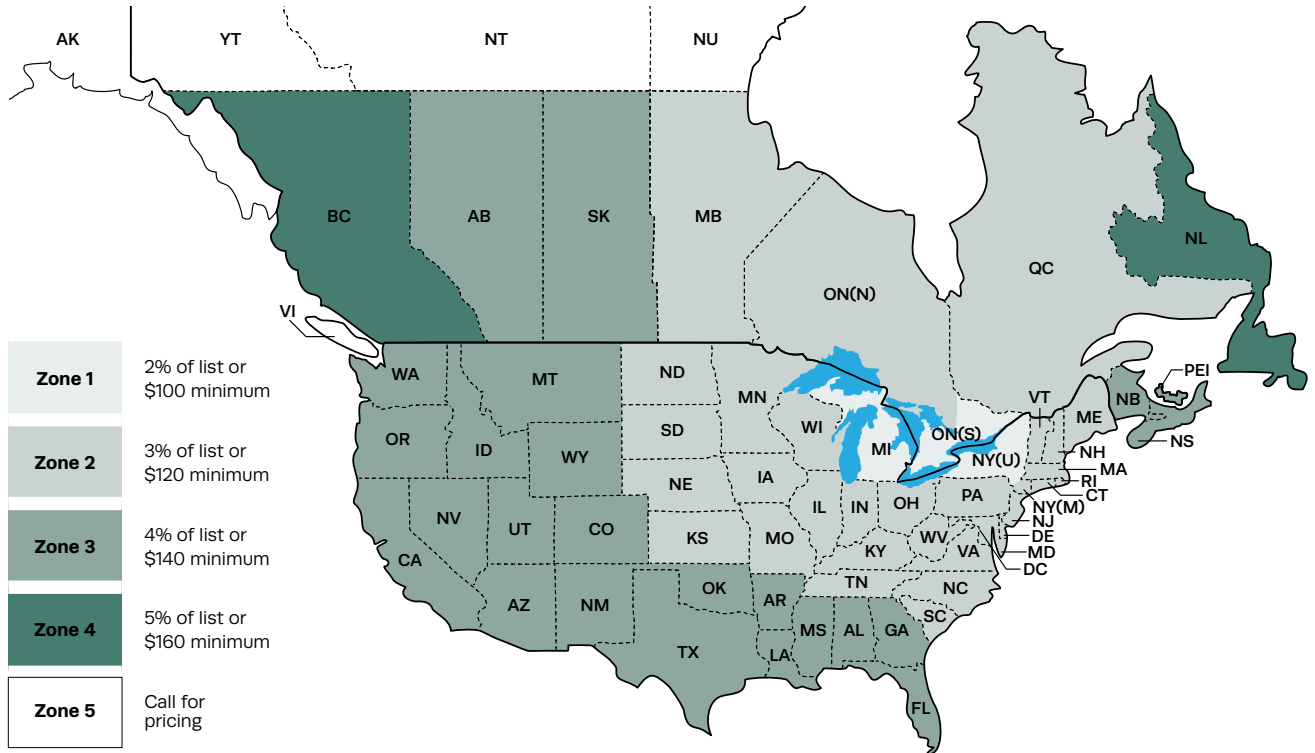 AK
YT
NT
NU
BC
AB
SK
MB
ON(N)
QC
NL
VI
Zone 1
2% of list or
$100 minimum
Zone 2
3% of list or
$120 minimum
Zone 3
4% of list or
$140 minimum
Zone 4
5% of list or
$160 minimum
Zone 5
Call for
pricing
WA
MT
ND
MN
OR
ID
WY
SD
WI
MI
ON(S)
NY(U)
VT
ME
NB
PEI
NS
NH
MA
RI
CT
NY(M)
NJ
DE
MD
DC
NV
UT
CO
NE
IA
IL
IN
OH
PA
CA
KS
MO
KY
WV
VA
AZ
NM
OK
AR
TN
NC
SC
TX
LA
MS
AL
GA
FL